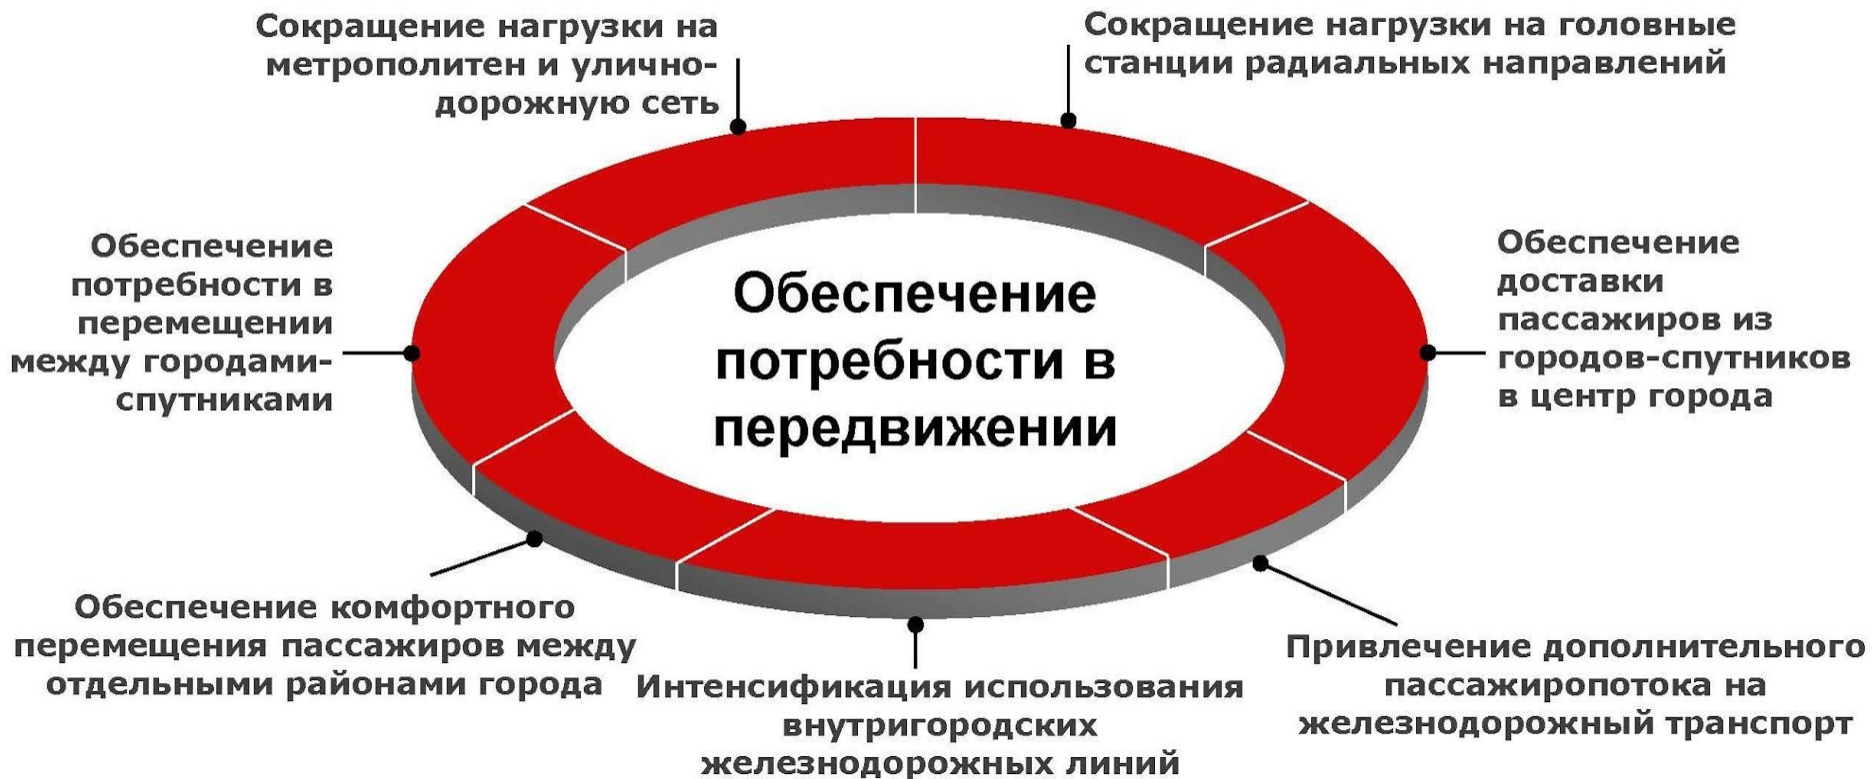 Сокращение нагрузки на
метрополитен и улично-
дорожную сеть
Сокращение нагрузки на головные
станции радиальных направлений
Обеспечение
доставки
пассажиров из
городов-спутников
в центр города
Привлечение дополнительного
пассажиропотока на
железнодорожный транспорт
Интенсификация использования
внутригородских
железнодорожных линий
Обеспечение комфортного
перемещения пассажиров между
отдельными районами города
Обеспечение
потребности в
перемещении
между городами-
спутниками
Обеспечение
потребности в
передвижении